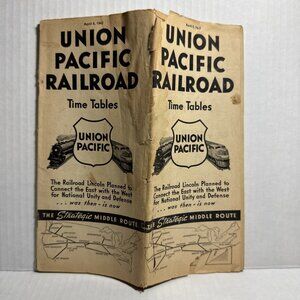 April 5, 1942
UNION
PACIFIC
RAILROAD
Time Tables
UNION
PACIFIC
The Railroad Lincoln Planned to
Connect the East with the West
for National Unity and Defense
. . . was then - is now
THE Strategic MIDDLE ROUTE
UNION
PACIFIC
RAILROAD
Time Tables
UNION
PACIFIC
The Railroad Lincoln Planned to
Connect the East with the West
for National Unity and Defense
. . . was then - is now
THE Strategic MIDDLE ROUTE